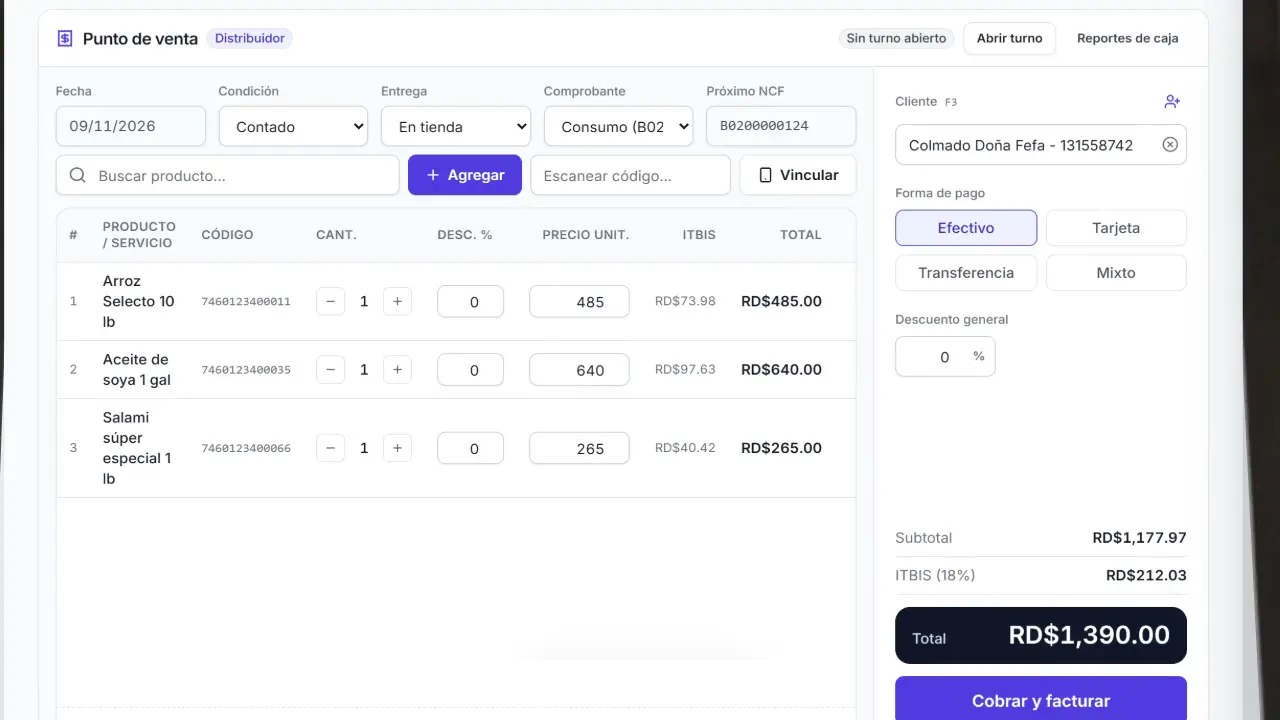 Punto de venta Distribuidor Sin turno abierto Abrir turno Reportes de caja
Fecha Condición Entrega Comprobante Próximo NCF
09/11/2026 Contado En tienda Consumo (B02 B0200000124
Buscar producto... + Agregar Escanear código... Vincular
# PRODUCTO / SERVICIO CÓDIGO CANT. DESC. % PRECIO UNIT. ITBIS TOTAL
1 Arroz Selecto 10 lb 7460123400011 − 1 + 0 485 RD$73.98 RD$485.00
2 Aceite de soya 1 gal 7460123400035 − 1 + 0 640 RD$97.63 RD$640.00
3 Salami súper especial 1 lb 7460123400066 − 1 + 0 265 RD$40.42 RD$265.00
Cliente F3
Colmado Doña Fefa - 131558742
Forma de pago
Efectivo Tarjeta
Transferencia Mixto
Descuento general
0 %
Subtotal RD$1,177.97
ITBIS (18%) RD$212.03
Total RD$1,390.00
Cobrar y facturar